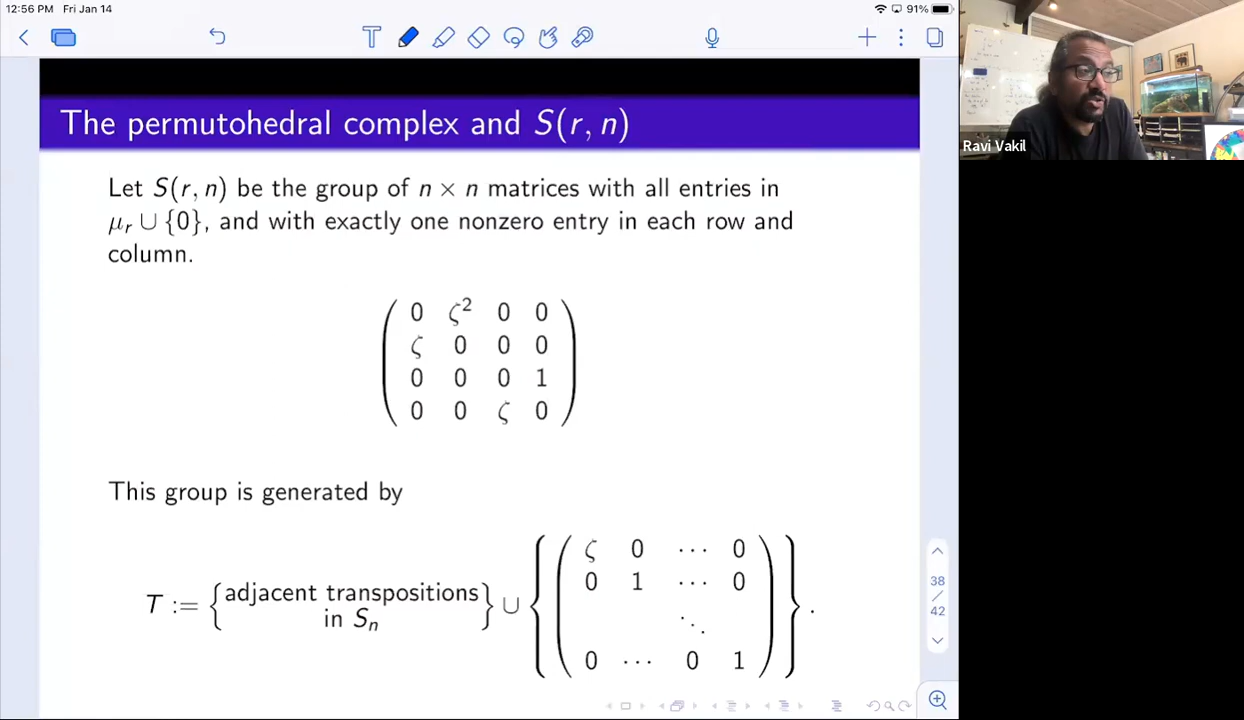 12:56 PM Fri Jan 14
91%
The permutohedral complex and S(r, n)
Let S(r, n) be the group of n × n matrices with all entries in
μ_r ∪ {0}, and with exactly one nonzero entry in each row and
column.
0 ζ² 0 0
ζ 0 0 0
0 0 0 1
0 0 ζ 0
This group is generated by
T := {adjacent transpositions in S_n} ∪ {
ζ 0 ⋯ 0
0 1 ⋯ 0
⋱
0 ⋯ 0 1
}.
38
/
42
Ravi Vakil